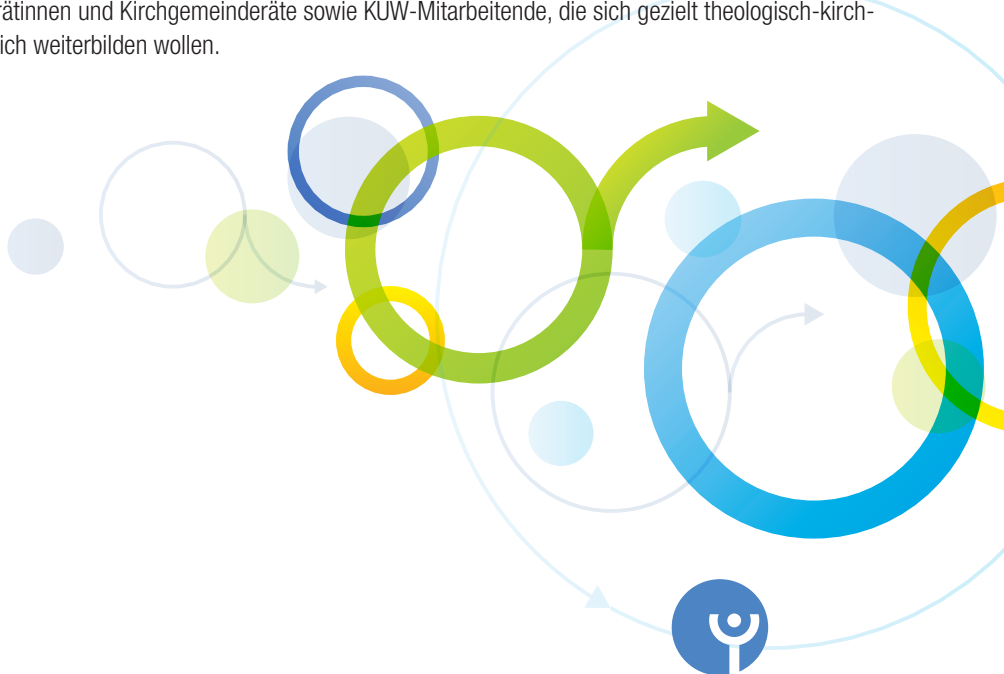 rätinnen und Kirchgemeinderäte sowie KUW-Mitarbeitende, die sich gezielt theologisch-kirch-
ich weiterbilden wollen.